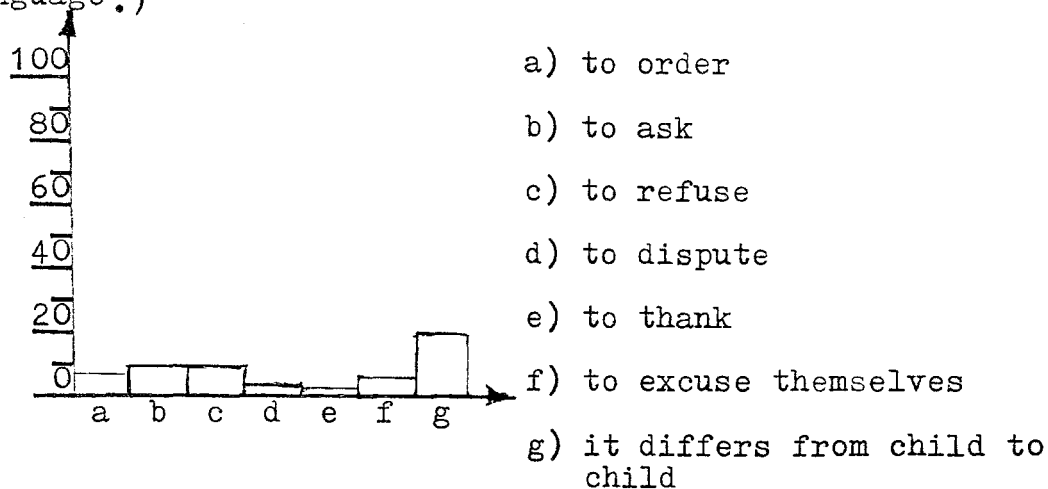 nguage.)
100
80
60
40
20
0
a b c d e f g
a) to order
b) to ask
c) to refuse
d) to dispute
e) to thank
f) to excuse themselves
g) it differs from child to
child